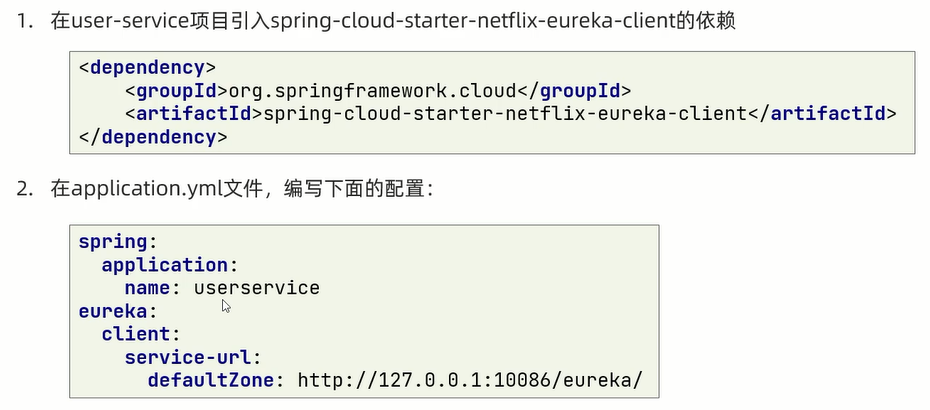 1. 在user-service项目引入spring-cloud-starter-netflix-eureka-client的依赖
<dependency>
    <groupId>org.springframework.cloud</groupId>
    <artifactId>spring-cloud-starter-netflix-eureka-client</artifactId>
</dependency>
2. 在application.yml文件，编写下面的配置：
spring:
  application:
    name: userservice
eureka:
  client:
    service-url:
      defaultZone: http://127.0.0.1:10086/eureka/